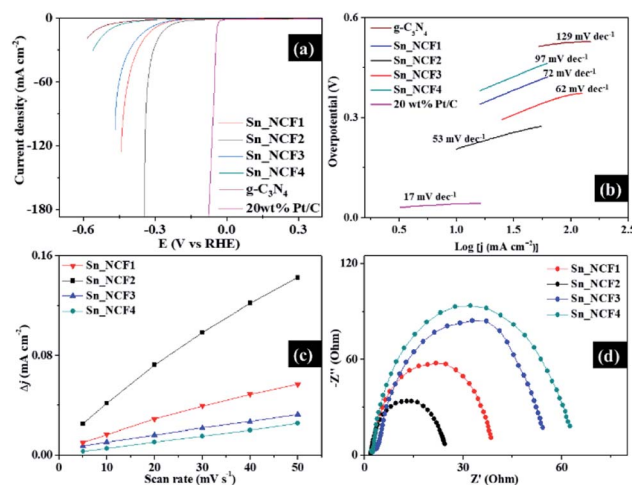 0
-60
-120
-180
-0.6
-0.3
0.0
0.3
Current density (mA cm⁻²)
E (V vs RHE)
(a)
Sn_NCF1
Sn_NCF2
Sn_NCF3
Sn_NCF4
g-C₃N₄
20wt% Pt/C
0.6
0.4
0.2
0.0
0.5
1.0
1.5
2.0
2.5
Overpotential (V)
Log [j (mA cm⁻²)]
(b)
g-C₃N₄
Sn_NCF1
Sn_NCF2
Sn_NCF3
Sn_NCF4
20 wt% Pt/C
129 mV dec⁻¹
97 mV dec⁻¹
72 mV dec⁻¹
62 mV dec⁻¹
53 mV dec⁻¹
17 mV dec⁻¹
0.16
0.08
0.00
0
10
20
30
40
50
Δj (mA cm⁻²)
Scan rate (mV s⁻¹)
(c)
Sn_NCF1
Sn_NCF2
Sn_NCF3
Sn_NCF4
120
90
60
30
0
0
30
60
90
-Z'' (Ohm)
Z' (Ohm)
(d)
Sn_NCF1
Sn_NCF2
Sn_NCF3
Sn_NCF4